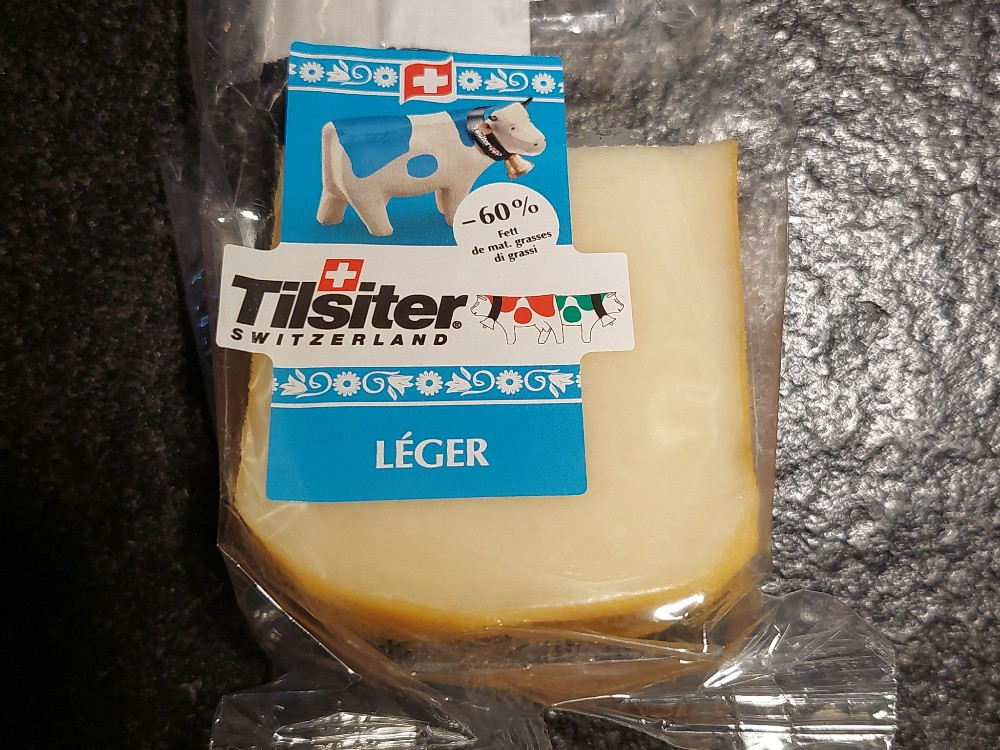 –60%
Fett
de mat. grasses
di grassi
Tilsiter®
SWITZERLAND
LÉGER